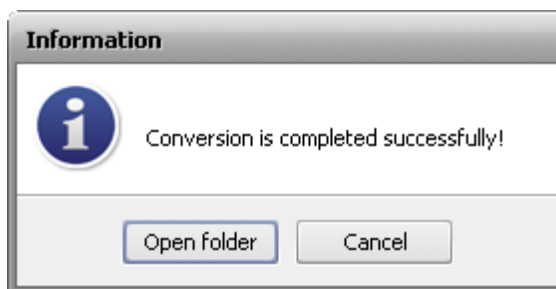 Information
Conversion is completed successfully!
Open folder
Cancel